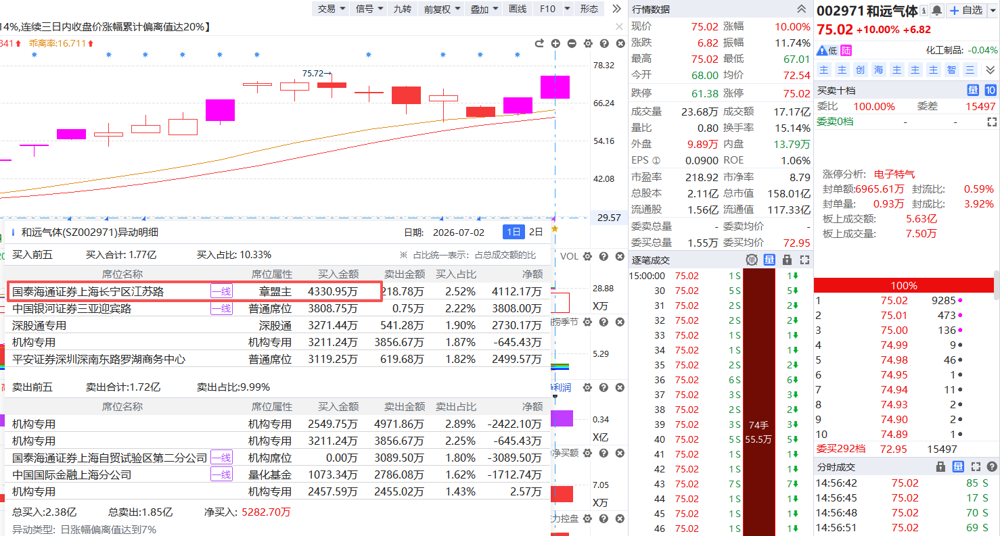 交易 信号 九转 前复权 叠加 画线 F10 形态
14%,连续三日内收盘价涨幅累计偏离值达20%】
341 乖离率:16.711
75.72
78.32
66.24
54.16
42.08
29.57
和远气体(SZ002971)异动明细 日期: 2026-07-02 1日 2日
买入前五 买入合计: 1.77亿 买入占比: 10.33% ※ 占比统一表示: 占总成交额的比
席位名称 席位属性 买入金额 卖出金额 买入占比 净额
国泰海通证券上海长宁区江苏路 一线 章盟主 4330.95万 218.78万 2.52% 4112.17万
中国银河证券三亚迎宾路 一线 普通席位 3808.75万 0.75万 2.22% 3808.00万
深股通专用 深股通 3271.44万 541.28万 1.90% 2730.17万
机构专用 机构专用 3211.24万 3856.67万 1.87% -645.43万
平安证券深圳深南东路罗湖商务中心 普通席位 3119.25万 619.68万 1.82% 2499.57万
卖出前五 卖出合计:1.72亿 卖出占比:9.99%
席位名称 席位属性 买入金额 卖出金额 卖出占比 净额
机构专用 机构专用 2549.75万 4971.86万 2.89% -2422.10万
机构专用 机构专用 3211.24万 3856.67万 2.25% -645.43万
国泰海通证券上海自贸试验区第二分公司 一线 机构席位 0.00万 3089.50万 1.80% -3089.50万
中国国际金融上海分公司 一线 量化基金 1073.34万 2786.08万 1.62% -1712.74万
机构专用 机构专用 2457.59万 2455.02万 1.43% 2.57万
总买入:2.38亿 总卖出:1.85亿 净买入: 5282.70万
异动类型: 日涨幅偏离值达到7%
VOL
28.88
X万
捞季节
5.29
净利润
0.34
X亿
净买额
7.05
X万
力控盘
行情数据
现价 75.02 涨幅 10.00%
涨跌 6.82 振幅 11.74%
最高 75.02 最低 67.01
今开 68.00 均价 72.54
跌停 61.38 涨停 75.02
成交量 23.68万 成交额 17.17亿
量比 0.80 换手率 15.14%
外盘 9.89万 内盘 13.79万
EPS ① 0.0900 ROE 1.06%
市盈率 218.92 市净率 8.79
总股本 2.11亿 总市值 158.01亿
流通股 1.56亿 流通值 117.33亿
委卖总量 - 委卖均价 -
委买总量 1.55万 委买均价 72.95
逐笔成交 单 量
15:00:00 75.02 1 S 1
30 75.02 5 S 5
31 75.02 2 S 2
32 75.02 2 S 2
33 75.02 1 S 1
34 75.02 1 S 1
35 75.02 2 S 2
36 75.02 6 S 6
37 75.02 3 S 3
38 75.02 2 S 2
39 75.02 3 S 74手 3
40 75.02 5 S 55.5万 5
41 75.02 1 S 1
42 75.02 1 S 1
43 75.02 7 S 7
44 75.02 1 S 1
45 75.02 1 S 1
46 75.02 1 S 1
002971 和远气体 自选
75.02 +10.00% +6.82
低 陆 化工制品: -0.04%
主 主 创 海 主 主 主 智 三
买卖十档 量 10
委比 100.00% 委差 15497
委卖0档 - -
涨停分析: 电子特气
封单额:6965.61万 封流比: 0.59%
封单量: 0.93万 封成比: 3.92%
板上成交额: 5.63亿
板上成交量: 7.50万
100%
1 75.02 9285
2 75.01 473
3 75.00 136
4 74.99 9
5 74.98 46
6 74.95 1
7 74.94 11
8 74.93 2
9 74.90 2
10 74.89 1
委买292档 72.95 15497
分时成交 量
14:56:42 75.02 85 S
14:56:45 75.02 17 S
14:56:48 75.02 70 S
14:56:51 75.02 69 S